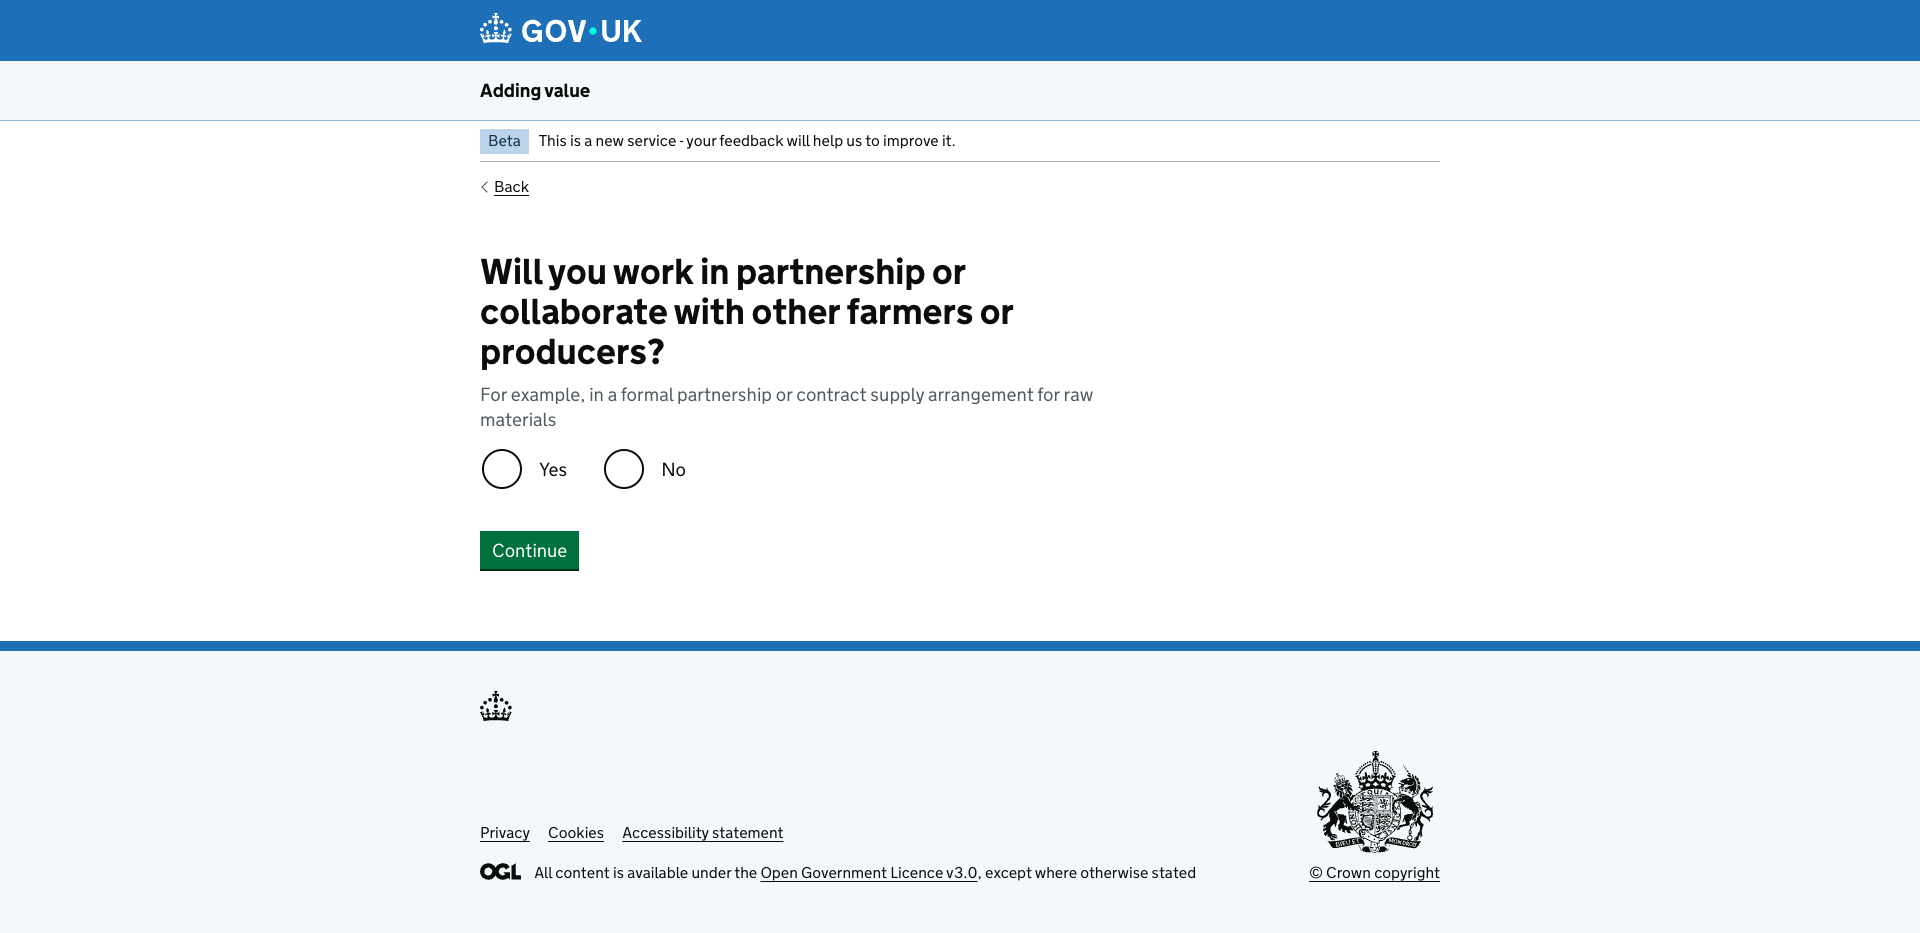 GOV·UK
Adding value
Beta This is a new service - your feedback will help us to improve it.
Back
Will you work in partnership or
collaborate with other farmers or
producers?
For example, in a formal partnership or contract supply arrangement for raw
materials
Yes No
Continue
Privacy Cookies Accessibility statement
OGL All content is available under the Open Government Licence v3.0, except where otherwise stated
© Crown copyright